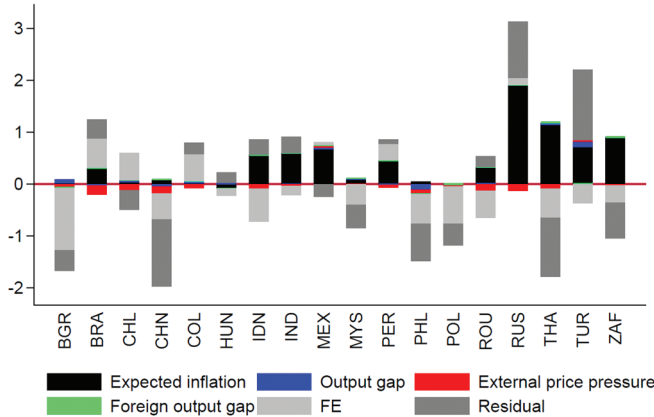 3
2
1
0
-1
-2
BGR BRA CHL CHN COL HUN IDN IND MEX MYS PER PHL POL ROU RUS THA TUR ZAF
Expected inflation Output gap External price pressure
Foreign output gap FE Residual